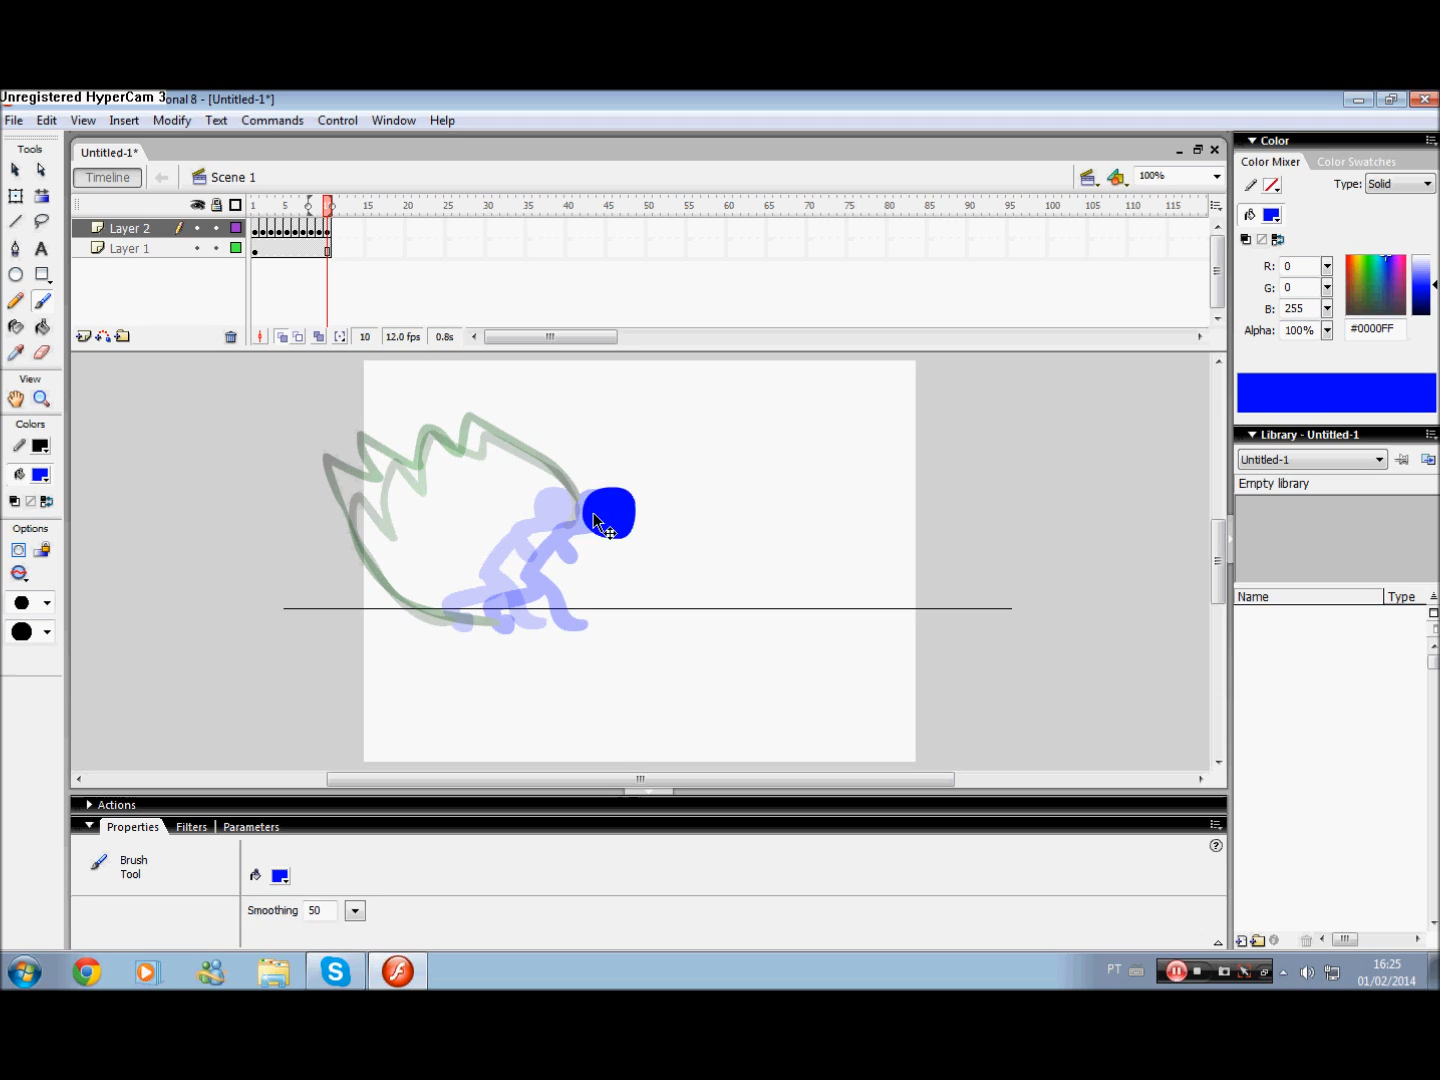 Unregistered HyperCam 3
onal 8 - [Untitled-1*]
File Edit View Insert Modify Text Commands Control Window Help
Tools
Untitled-1*
Timeline
Scene 1
100%
1 5 15 20 25 30 35 40 45 50 55 60 65 70 75 80 85 90 95 100 105 110 115
Layer 2
Layer 1
10 12.0 fps 0.8s
View
Colors
Options
Color
Color Mixer Color Swatches
Type: Solid
R: 0
G: 0
B: 255
Alpha: 100% #0000FF
Library - Untitled-1
Untitled-1
Empty library
Name Type
Actions
Properties Filters Parameters
Brush
Tool
Smoothing 50
PT
16:25
01/02/2014